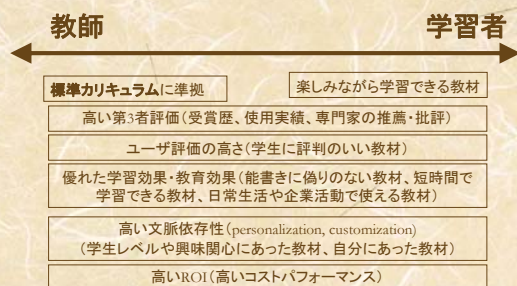 教師 学習者
標準カリキュラムに準拠 楽しみながら学習できる教材
高い第3者評価(受賞歴、使用実績、専門家の推薦・批評)
ユーザ評価の高さ(学生に評判のいい教材)
優れた学習効果・教育効果(能書きに偽りのない教材、短時間で
学習できる教材、日常生活や企業活動で使える教材)
高い文脈依存性(personalization, customization)
(学生レベルや興味関心にあった教材、自分にあった教材)
高いROI(高いコストパフォーマンス)